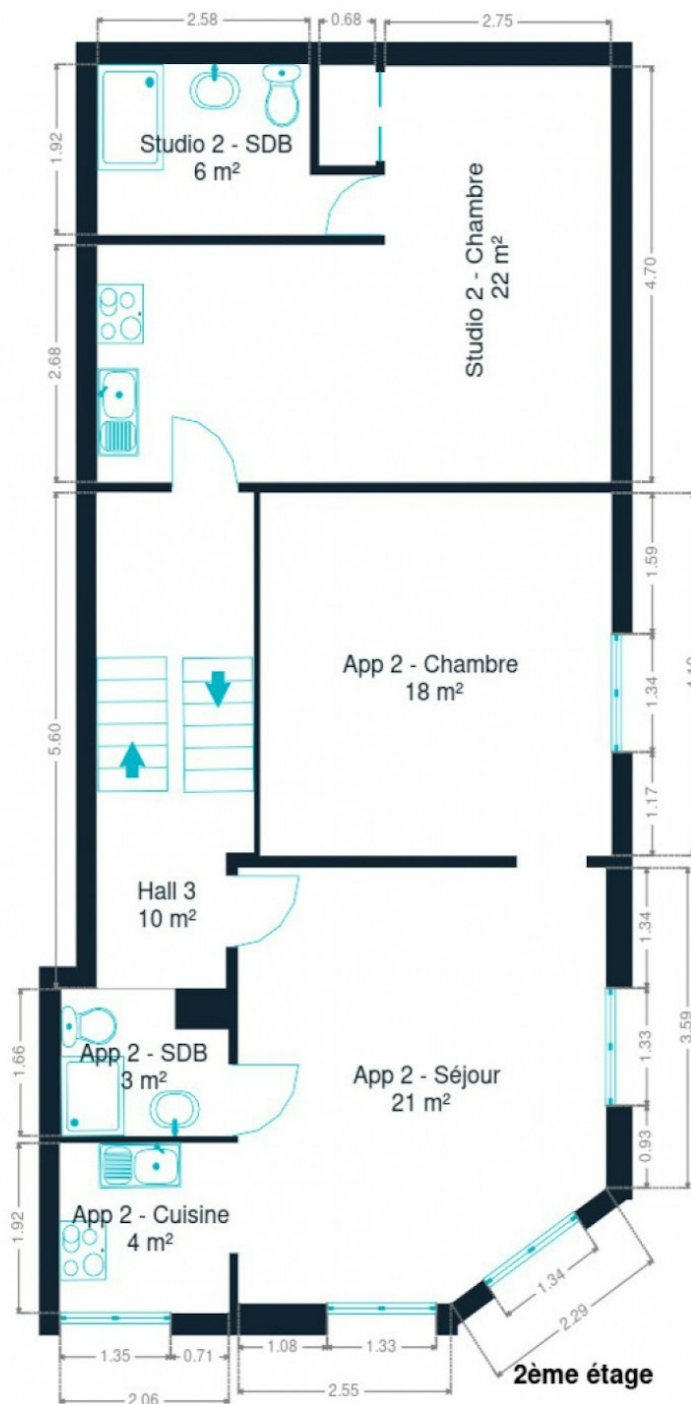 2.58
0.68
2.75
1.92
Studio 2 - SDB
6 m²
Studio 2 - Chambre
22 m²
4.70
2.68
5.60
1.59
App 2 - Chambre
18 m²
1.34
1.17
Hall 3
10 m²
1.34
3.59
1.33
0.93
1.66
App 2 - SDB
3 m²
App 2 - Séjour
21 m²
1.92
App 2 - Cuisine
4 m²
1.35
0.71
2.06
1.08
1.33
2.55
1.34
2.29
2ème étage